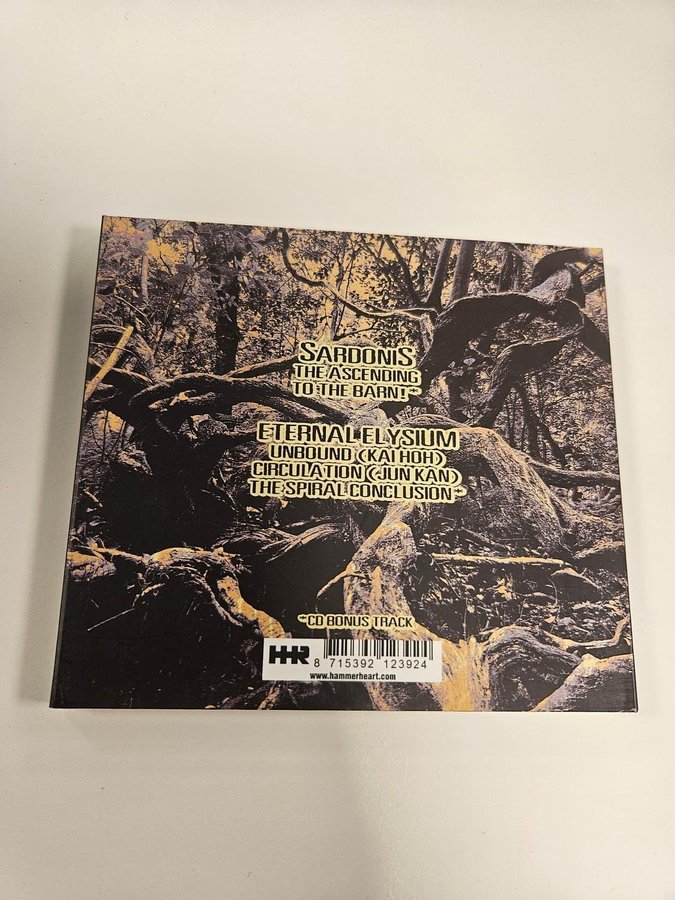 SARDONIS
THE ASCENDING
TO THE BARN!*
ETERNAL ELYSIUM
UNBOUND (KAI HOH)
CIRCULATION (JUN KAN)
THE SPIRAL CONCLUSION*
*CD BONUS TRACK
HHR
8 715392 123924
www.hammerheart.com